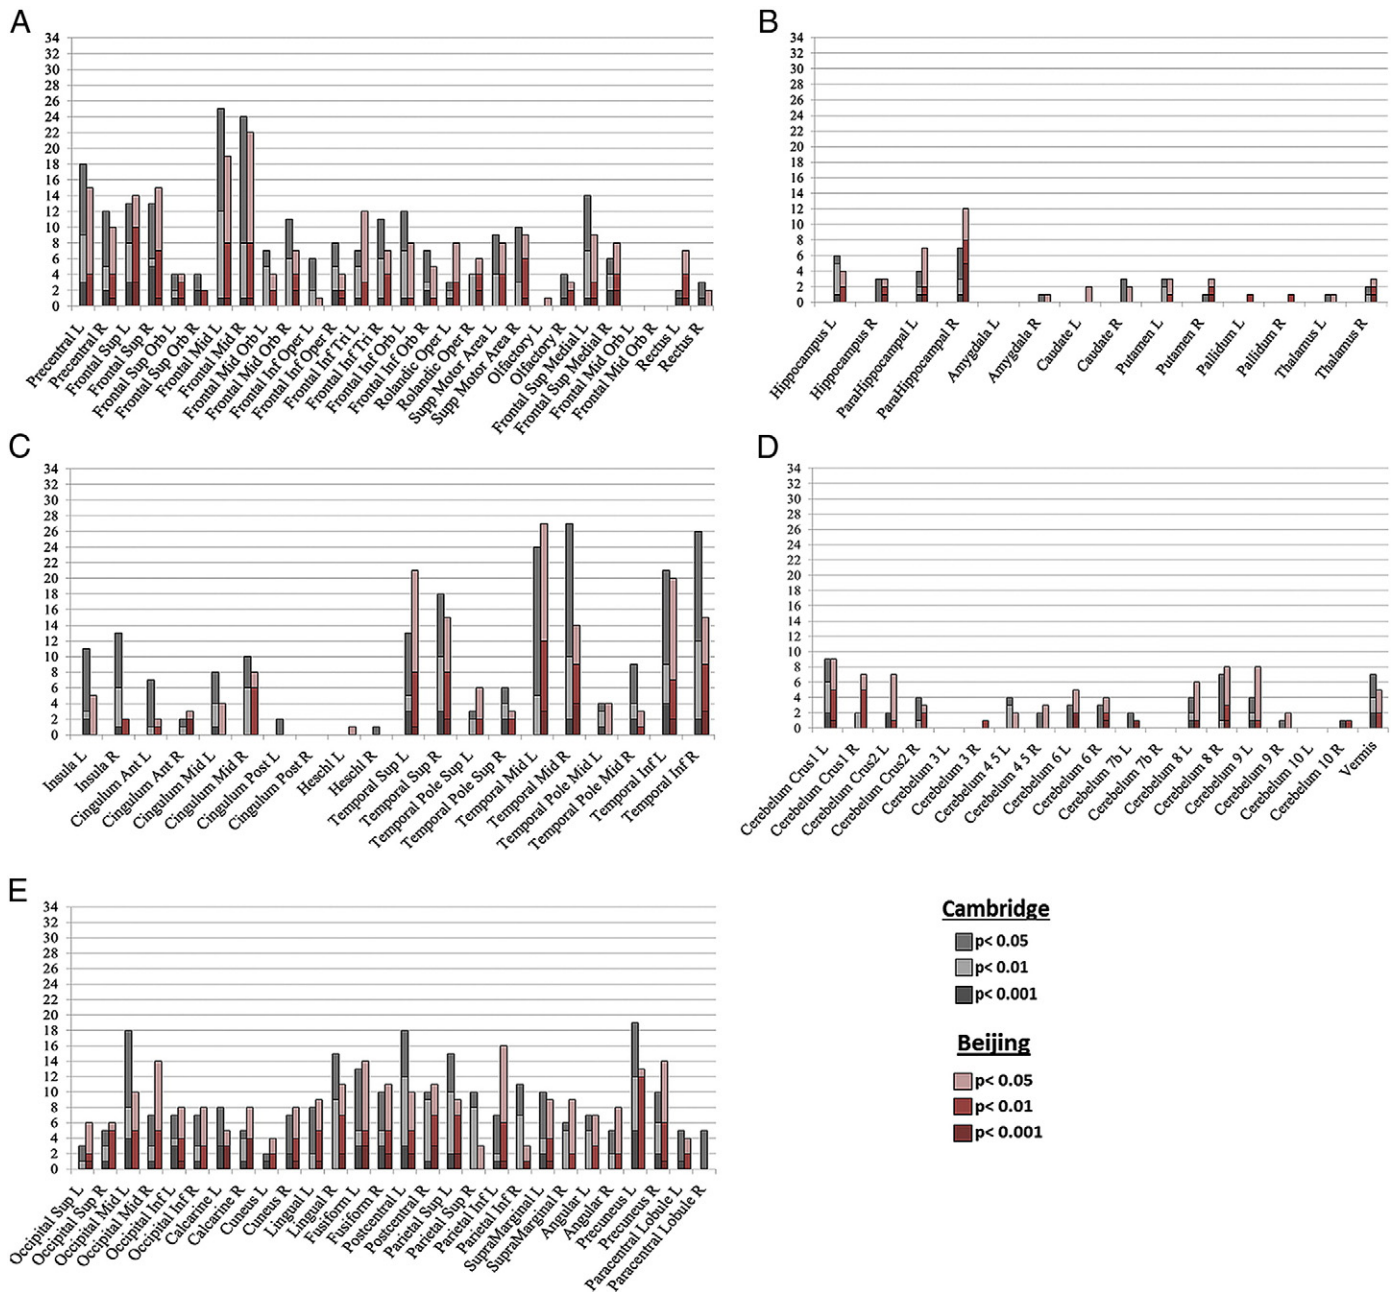 A
34
32
30
28
26
24
22
20
18
16
14
12
10
8
6
4
2
0
Precentral L
Precentral R
Frontal Sup L
Frontal Sup R
Frontal Sup Orb L
Frontal Sup Orb R
Frontal Mid L
Frontal Mid R
Frontal Mid Orb L
Frontal Mid Orb R
Frontal Inf Oper L
Frontal Inf Oper R
Frontal Inf Tri L
Frontal Inf Tri R
Frontal Inf Orb L
Frontal Inf Orb R
Rolandic Oper L
Rolandic Oper R
Supp Motor Area L
Supp Motor Area R
Olfactory L
Olfactory R
Frontal Sup Medial L
Frontal Sup Medial R
Frontal Mid Orb L
Frontal Mid Orb R
Rectus L
Rectus R
B
34
32
30
28
26
24
22
20
18
16
14
12
10
8
6
4
2
0
Hippocampus L
Hippocampus R
ParaHippocampal L
ParaHippocampal R
Amygdala L
Amygdala R
Caudate L
Caudate R
Putamen L
Putamen R
Pallidum L
Pallidum R
Thalamus L
Thalamus R
C
34
32
30
28
26
24
22
20
18
16
14
12
10
8
6
4
2
0
Insula L
Insula R
Cingulum Ant L
Cingulum Ant R
Cingulum Mid L
Cingulum Mid R
Cingulum Post L
Cingulum Post R
Heschl L
Heschl R
Temporal Sup L
Temporal Sup R
Temporal Pole Sup L
Temporal Pole Sup R
Temporal Mid L
Temporal Mid R
Temporal Pole Mid L
Temporal Pole Mid R
Temporal Inf L
Temporal Inf R
D
34
32
30
28
26
24
22
20
18
16
14
12
10
8
6
4
2
0
Cerebelum Crus1 L
Cerebelum Crus1 R
Cerebelum Crus2 L
Cerebelum Crus2 R
Cerebelum 3 L
Cerebelum 3 R
Cerebelum 4 5 L
Cerebelum 4 5 R
Cerebelum 6 L
Cerebelum 6 R
Cerebelum 7b L
Cerebelum 7b R
Cerebelum 8 L
Cerebelum 8 R
Cerebelum 9 L
Cerebelum 9 R
Cerebelum 10 L
Cerebelum 10 R
Vermis
E
34
32
30
28
26
24
22
20
18
16
14
12
10
8
6
4
2
0
Occipital Sup L
Occipital Sup R
Occipital Mid L
Occipital Mid R
Occipital Inf L
Occipital Inf R
Calcarine L
Calcarine R
Cuneus L
Cuneus R
Lingual L
Lingual R
Fusiform L
Fusiform R
Postcentral L
Postcentral R
Parietal Sup L
Parietal Sup R
Parietal Inf L
Parietal Inf R
SupraMarginal L
SupraMarginal R
Angular L
Angular R
Precuneus L
Precuneus R
Paracentral Lobule L
Paracentral Lobule R
Cambridge
p< 0.05
p< 0.01
p< 0.001
Beijing
p< 0.05
p< 0.01
p< 0.001